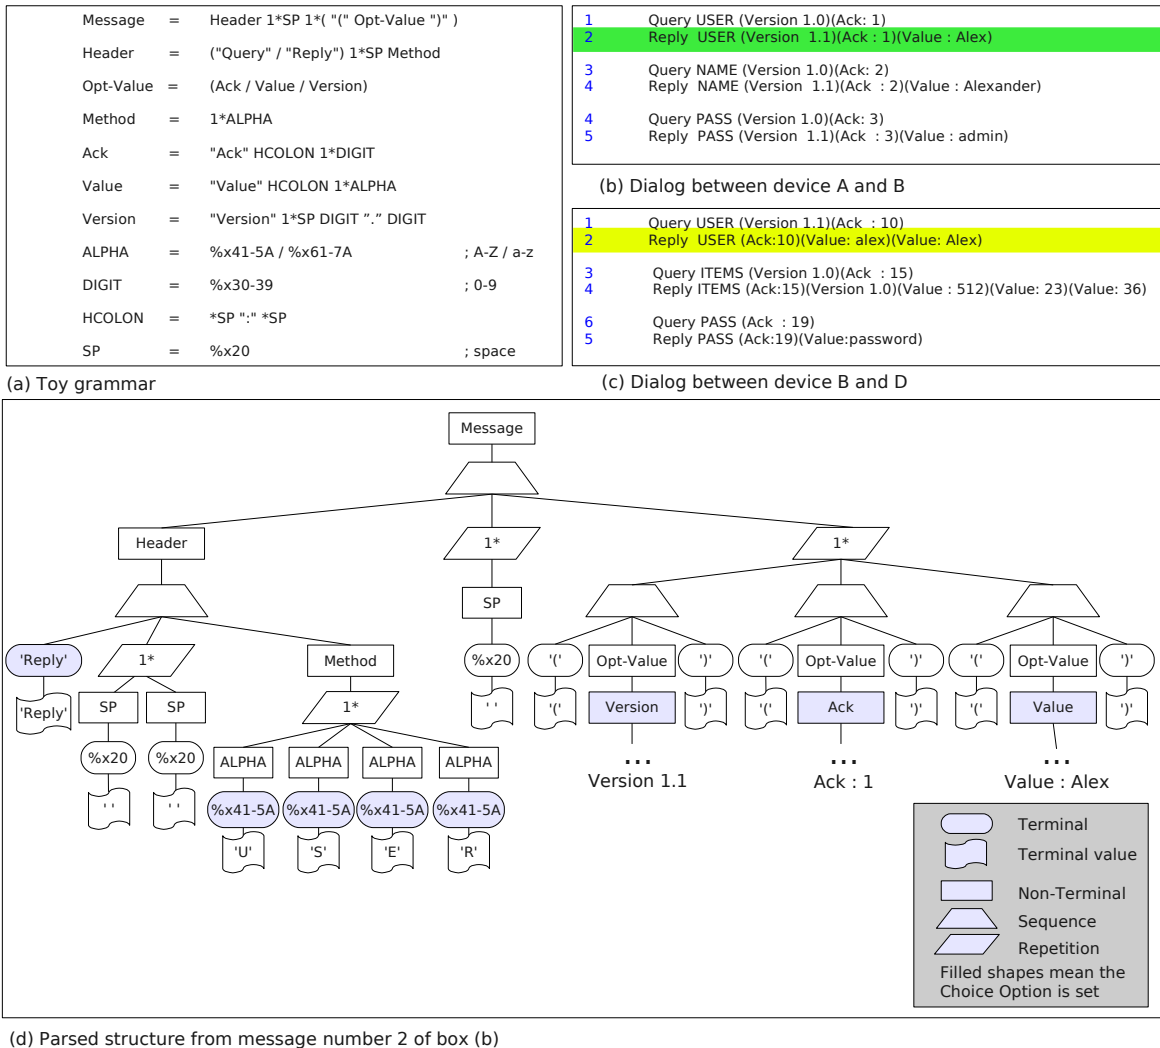 Message = Header 1*SP 1*( "(" Opt-Value ")" )
Header = ("Query" / "Reply") 1*SP Method
Opt-Value = (Ack / Value / Version)
Method = 1*ALPHA
Ack = "Ack" HCOLON 1*DIGIT
Value = "Value" HCOLON 1*ALPHA
Version = "Version" 1*SP DIGIT ”.” DIGIT
ALPHA = %x41-5A / %x61-7A ; A-Z / a-z
DIGIT = %x30-39 ; 0-9
HCOLON = *SP ":" *SP
SP = %x20 ; space
(a) Toy grammar
1 Query USER (Version 1.0)(Ack: 1)
2 Reply USER (Version 1.1)(Ack : 1)(Value : Alex)
3 Query NAME (Version 1.0)(Ack: 2)
4 Reply NAME (Version 1.1)(Ack : 2)(Value : Alexander)
4 Query PASS (Version 1.0)(Ack: 3)
5 Reply PASS (Version 1.1)(Ack : 3)(Value : admin)
(b) Dialog between device A and B
1 Query USER (Version 1.1)(Ack : 10)
2 Reply USER (Ack:10)(Value: alex)(Value: Alex)
3 Query ITEMS (Version 1.0)(Ack : 15)
4 Reply ITEMS (Ack:15)(Version 1.0)(Value : 512)(Value: 23)(Value: 36)
6 Query PASS (Ack : 19)
5 Reply PASS (Ack:19)(Value:password)
(c) Dialog between device B and D
Message
Header 1* 1*
SP
'Reply' 1* Method %x20 '(' Opt-Value ')' '(' Opt-Value ')' '(' Opt-Value ')'
'Reply' SP SP 1* ' ' '(' Version ')' '(' Ack ')' '(' Value ')'
%x20 %x20 ALPHA ALPHA ALPHA ALPHA ... ... ...
Version 1.1 Ack : 1 Value : Alex
' ' ' ' %x41-5A %x41-5A %x41-5A %x41-5A
'U' 'S' 'E' 'R'
Terminal
Terminal value
Non-Terminal
Sequence
Repetition
Filled shapes mean the
Choice Option is set
(d) Parsed structure from message number 2 of box (b)